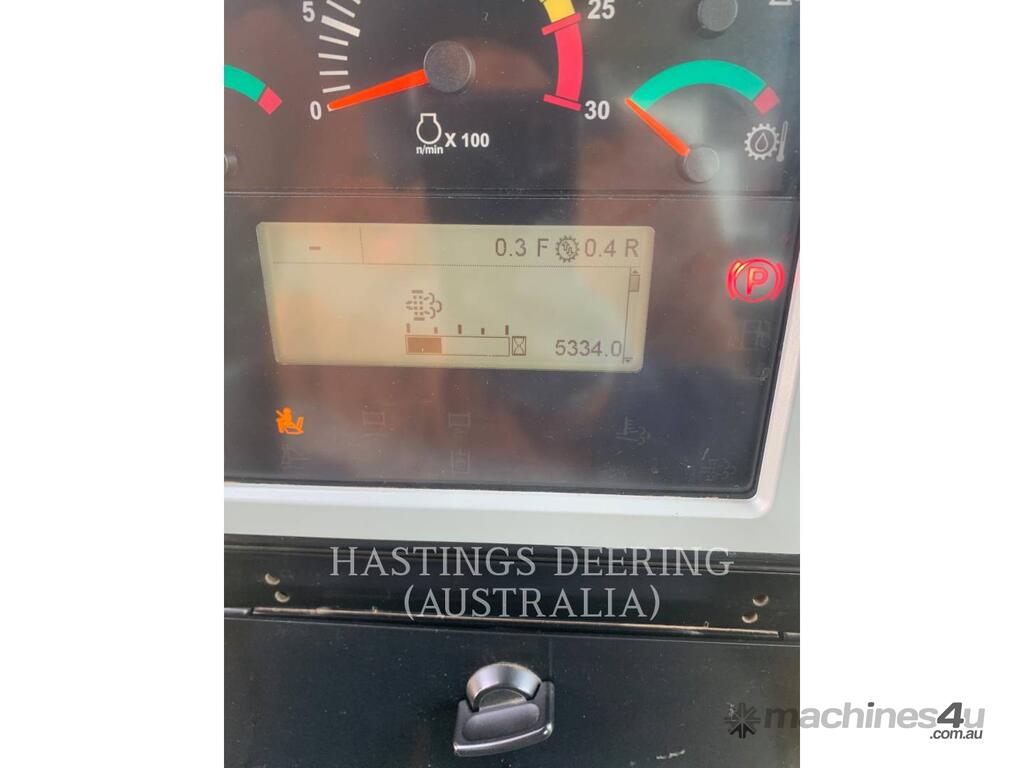 5
25
0
30
n/min X 100
- 0.3 F 0.4 R
P
5334.0
HASTINGS DEERING
(AUSTRALIA)
machines4u
.com.au